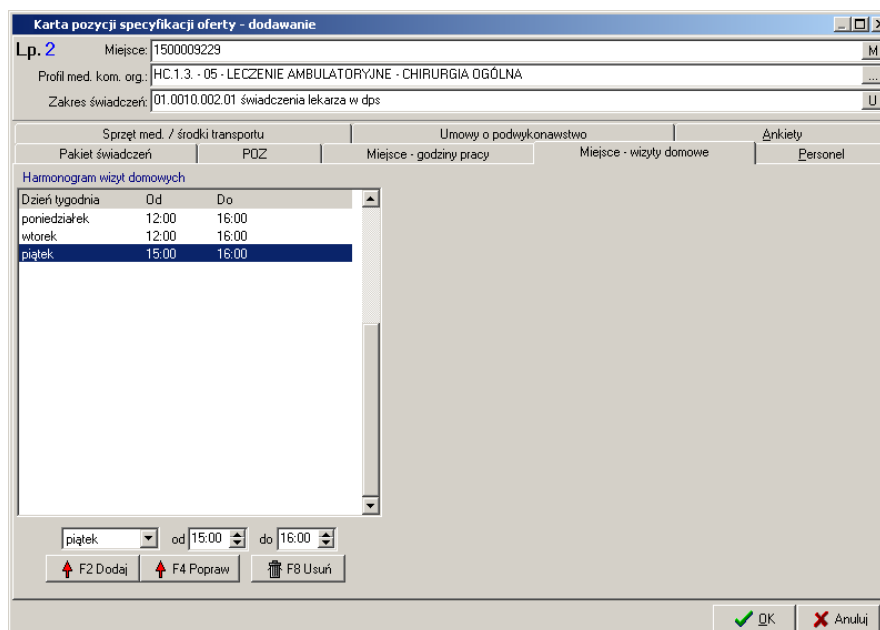 Karta pozycji specyfikacji oferty - dodawanie
Lp. 2 Miejsce: 1500009229 M
Profil med. kom. org.: HC.1.3. - 05 - LECZENIE AMBULATORYJNE - CHIRURGIA OGÓLNA ...
Zakres świadczeń: 01.0010.002.01 świadczenia lekarza w dps U
Sprzęt med. / środki transportu Umowy o podwykonawstwo Ankiety
Pakiet świadczeń POZ Miejsce - godziny pracy Miejsce - wizyty domowe Personel
Harmonogram wizyt domowych
Dzień tygodnia Od Do
poniedziałek 12:00 16:00
wtorek 12:00 16:00
piątek 15:00 16:00
piątek od 15:00 do 16:00
F2 Dodaj F4 Popraw F8 Usuń
OK Anuluj